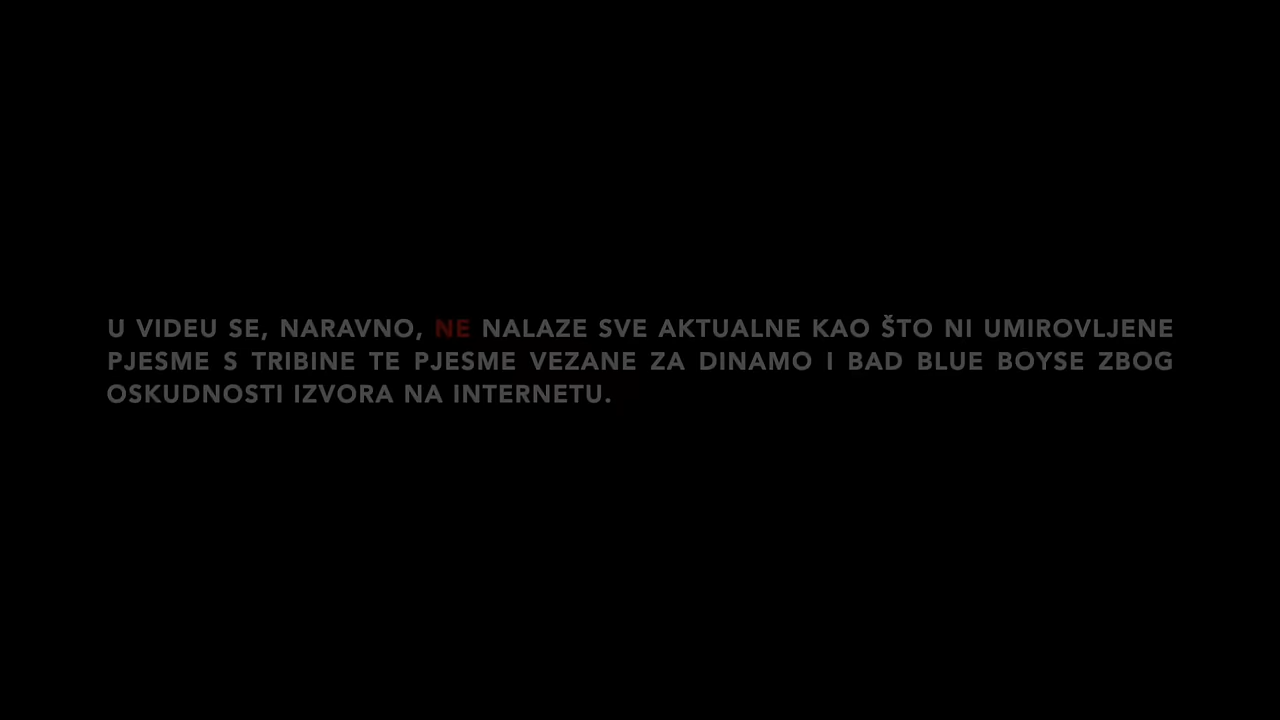 U VIDEU SE, NARAVNO, NE NALAZE SVE AKTUALNE KAO ŠTO NI UMIROVLJENE
PJESME S TRIBINE TE PJESME VEZANE ZA DINAMO I BAD BLUE BOYSE ZBOG
OSKUDNOSTI IZVORA NA INTERNETU.